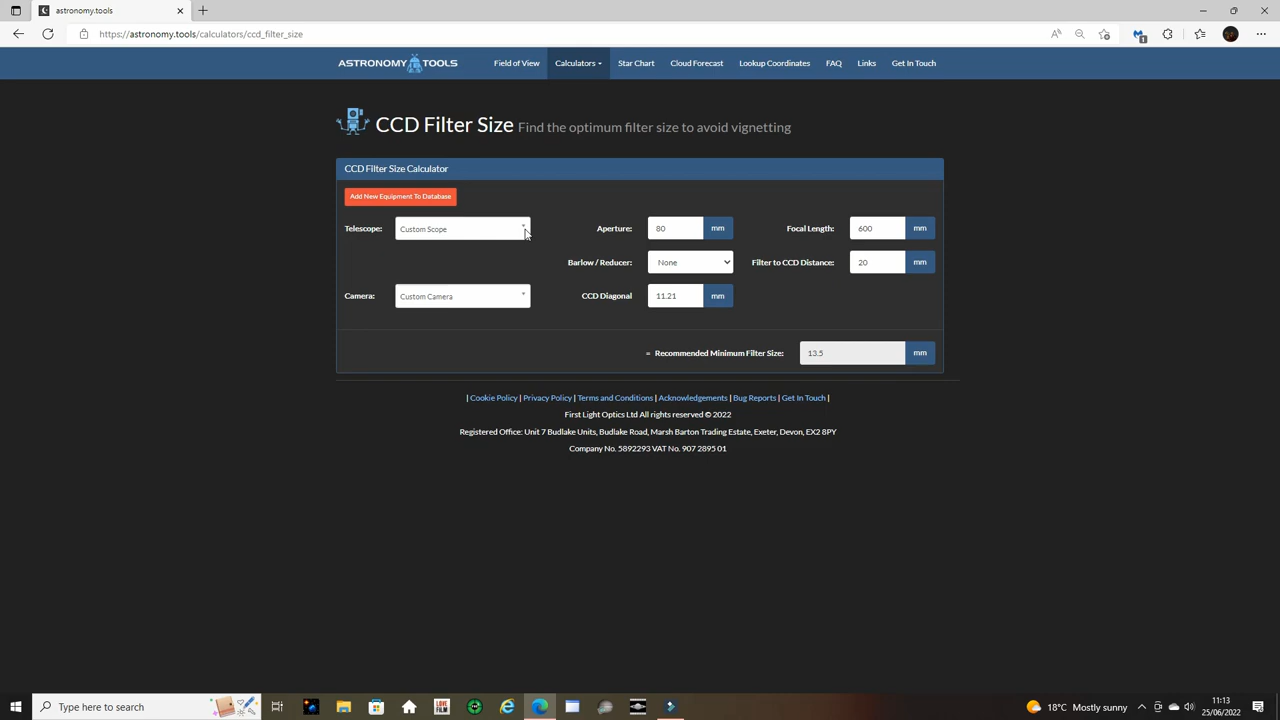 astronomy.tools
https://astronomy.tools/calculators/ccd_filter_size
1
ASTRONOMY TOOLS
Field of View
Calculators
Star Chart
Cloud Forecast
Lookup Coordinates
FAQ
Links
Get In Touch
CCD Filter Size Find the optimum filter size to avoid vignetting
CCD Filter Size Calculator
Add New Equipment To Database
Telescope: Custom Scope Aperture: 80 mm Focal Length: 600 mm
Barlow / Reducer: None Filter to CCD Distance: 20 mm
Camera: Custom Camera CCD Diagonal 11.21 mm
= Recommended Minimum Filter Size: 13.5 mm
| Cookie Policy | Privacy Policy | Terms and Conditions | Acknowledgements | Bug Reports | Get In Touch |
First Light Optics Ltd All rights reserved © 2022
Registered Office: Unit 7 Budlake Units, Budlake Road, Marsh Barton Trading Estate, Exeter, Devon, EX2 8PY
Company No. 5892293 VAT No. 907 2895 01
Type here to search
LOVE
FILM
18°C Mostly sunny
11:13
25/06/2022